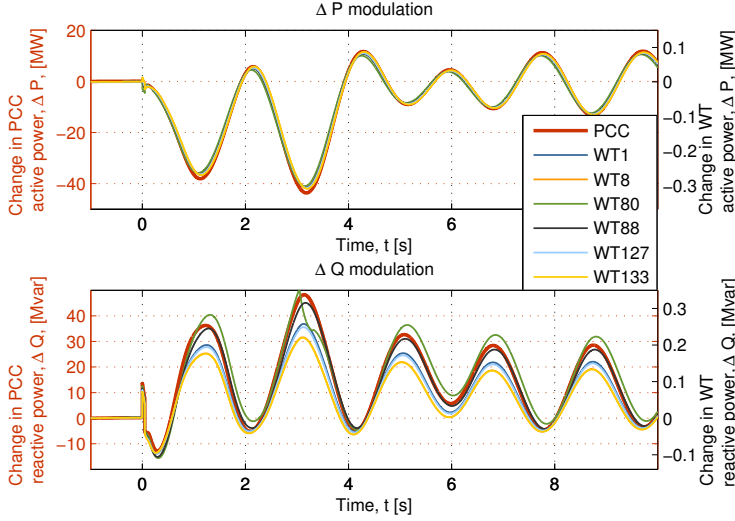 Δ P modulation
20
0
−20
−40
0.1
0
−0.1
−0.2
−0.3
0
2
4
6
Time, t [s]
Change in PCC
active power, Δ P, [MW]
Change in WT
active power, Δ P, [MW]
PCC
WT1
WT8
WT80
WT88
WT127
WT133
Δ Q modulation
40
30
20
10
0
−10
0.3
0.2
0.1
0
−0.1
0
2
4
6
8
Time, t [s]
Change in PCC
reactive power, Δ Q, [Mvar]
Change in WT
reactive power, Δ Q, [Mvar]